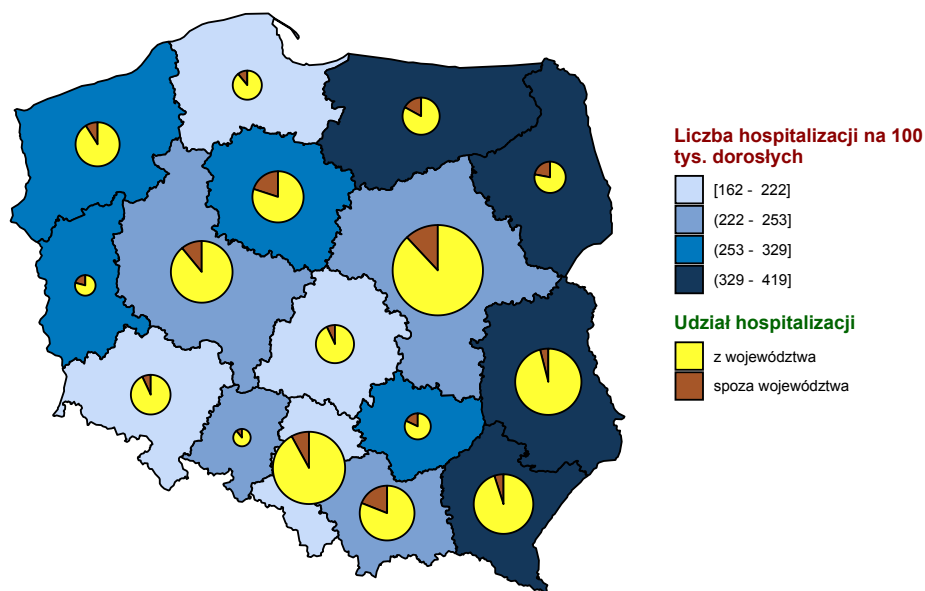 Liczba hospitalizacji na 100
tys. dorosłych
[162 - 222]
(222 - 253]
(253 - 329]
(329 - 419]
Udział hospitalizacji
z województwa
spoza województwa